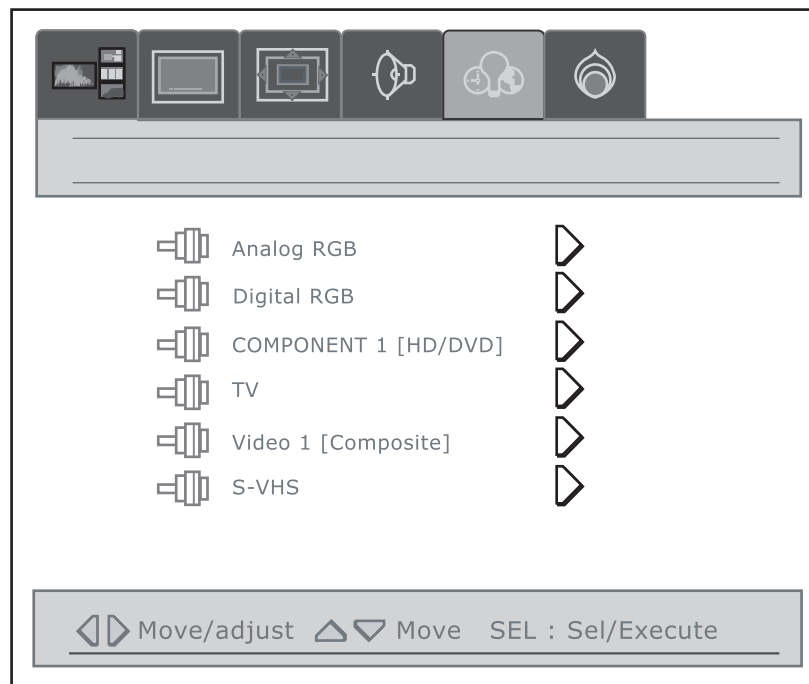 Analog RGB
Digital RGB
COMPONENT 1 [HD/DVD]
TV
Video 1 [Composite]
S-VHS
Move/adjust Move SEL : Sel/Execute